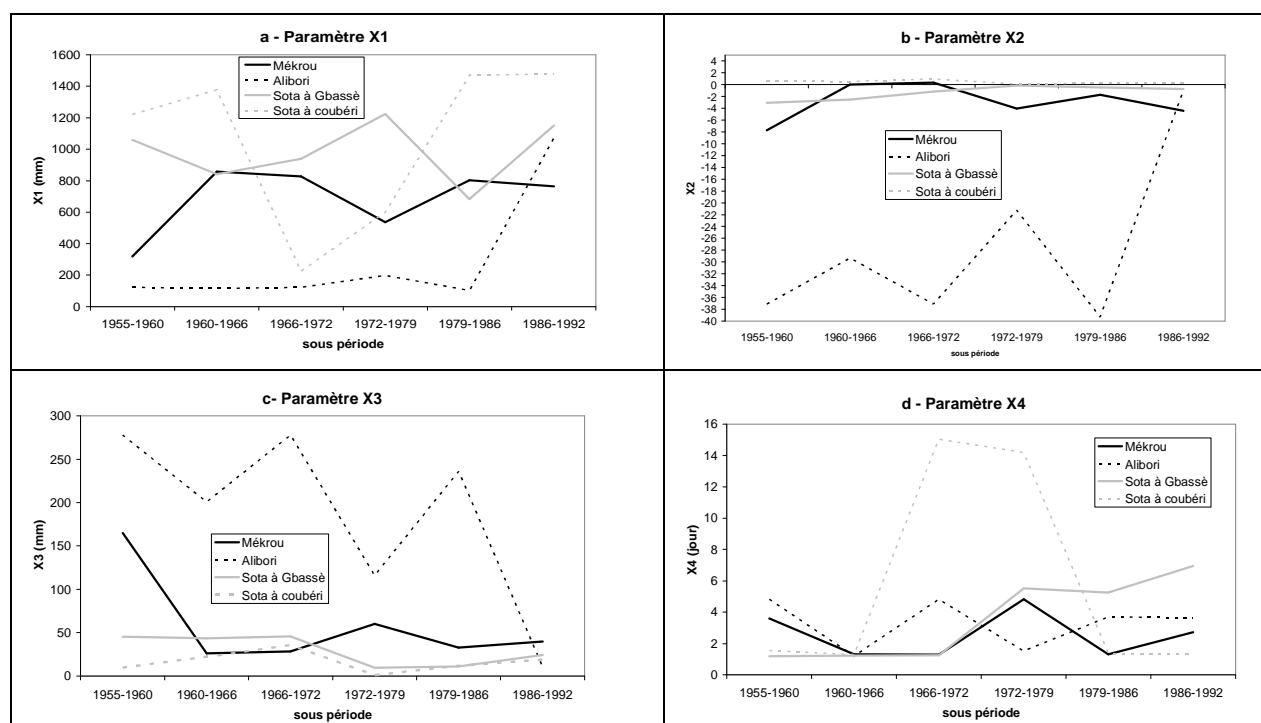 a - Paramètre X1
1600
1400
1200
1000
800
600
400
200
0
X1 (mm)
Mékrou
Alibori
Sota à Gbassè
Sota à coubéri
1955-1960 1960-1966 1966-1972 1972-1979 1979-1986 1986-1992
sous période
b - Paramètre X2
4
2
0
-2
-4
-6
-8
-10
-12
-14
-16
-18
-20
-22
-24
-26
-28
-30
-32
-34
-36
-38
-40
X2
Mékrou
Alibori
Sota à Gbassè
Sota à coubéri
1955-1960 1960-1966 1966-1972 1972-1979 1979-1986 1986-1992
sous période
c- Paramètre X3
300
250
200
150
100
50
0
X3 (mm)
Mékrou
Alibori
Sota à Gbassè
Sota à coubéri
1955-1960 1960-1966 1966-1972 1972-1979 1979-1986 1986-1992
sous période
d - Paramètre X4
16
14
12
10
8
6
4
2
0
X4 (jour)
Mékrou
Alibori
Sota à Gbassè
Sota à coubéri
1955-1960 1960-1966 1966-1972 1972-1979 1979-1986 1986-1992
sous période